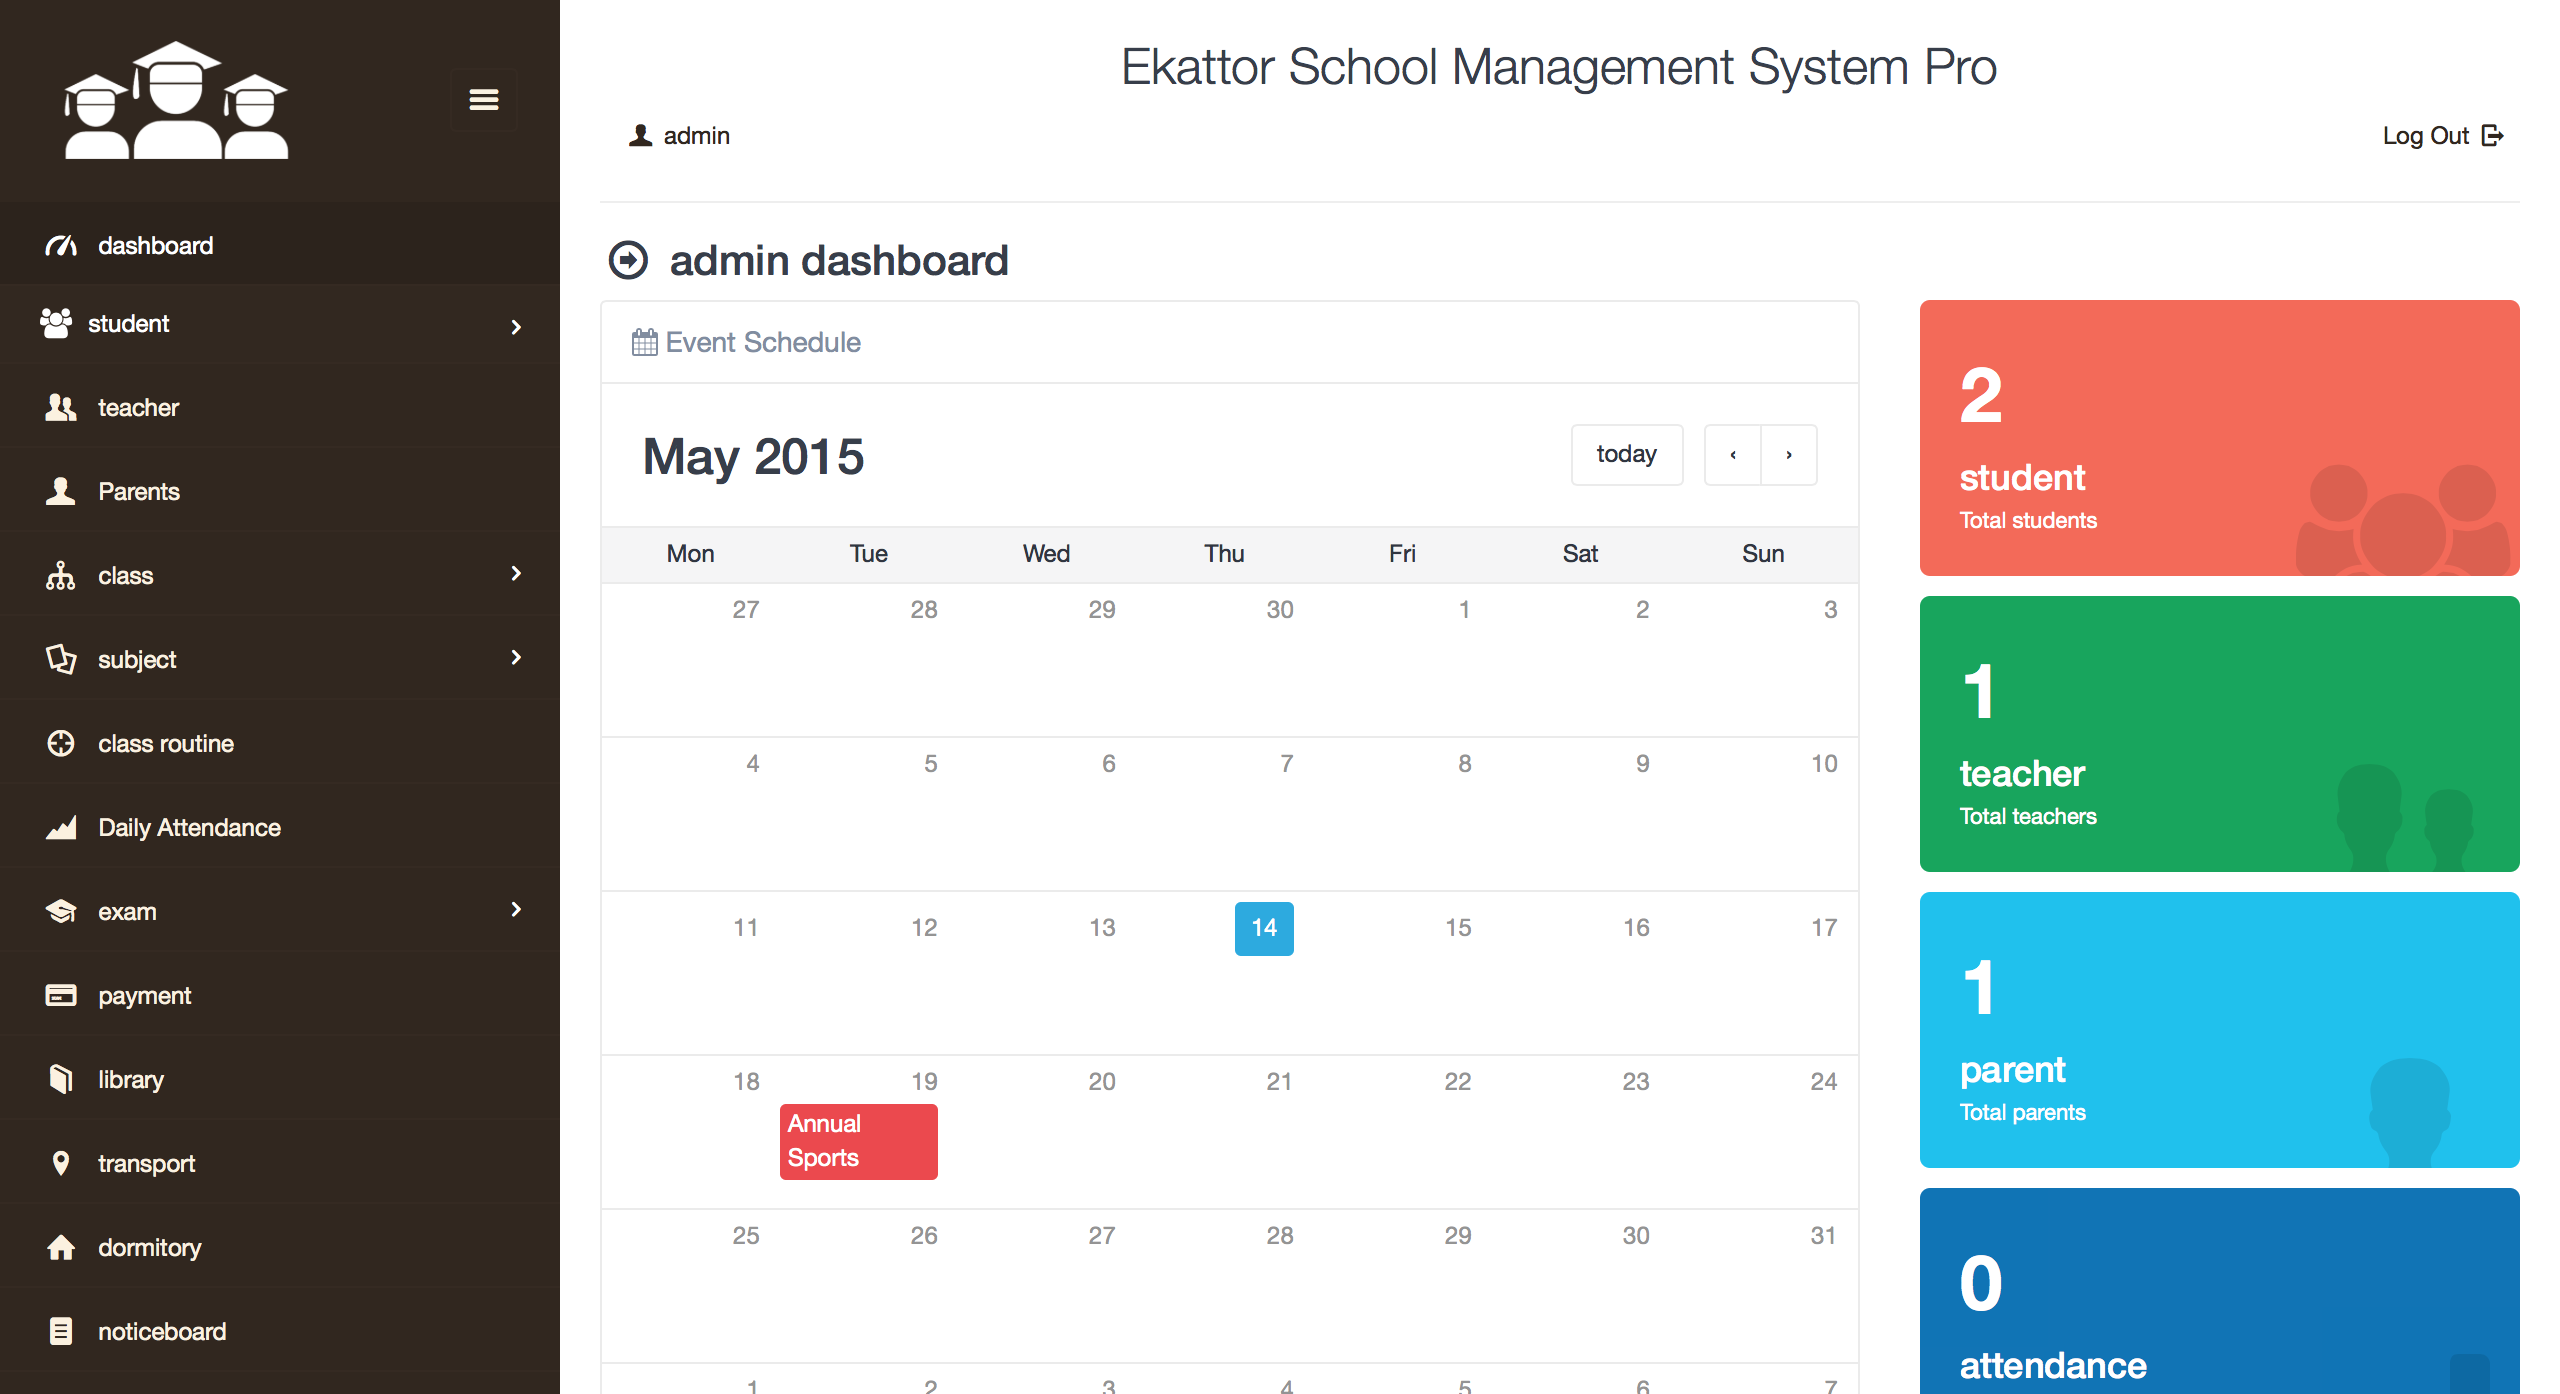 Ekattor School Management System Pro
admin
Log Out
dashboard
student
teacher
Parents
class
subject
class routine
Daily Attendance
exam
payment
library
transport
dormitory
noticeboard
admin dashboard
Event Schedule
May 2015
today
‹ ›
Mon Tue Wed Thu Fri Sat Sun
27 28 29 30 1 2 3
4 5 6 7 8 9 10
11 12 13 14 15 16 17
18 19 20 21 22 23 24
Annual
Sports
25 26 27 28 29 30 31
1 2 3 4 5 6 7
2
student
Total students
1
teacher
Total teachers
1
parent
Total parents
0
attendance